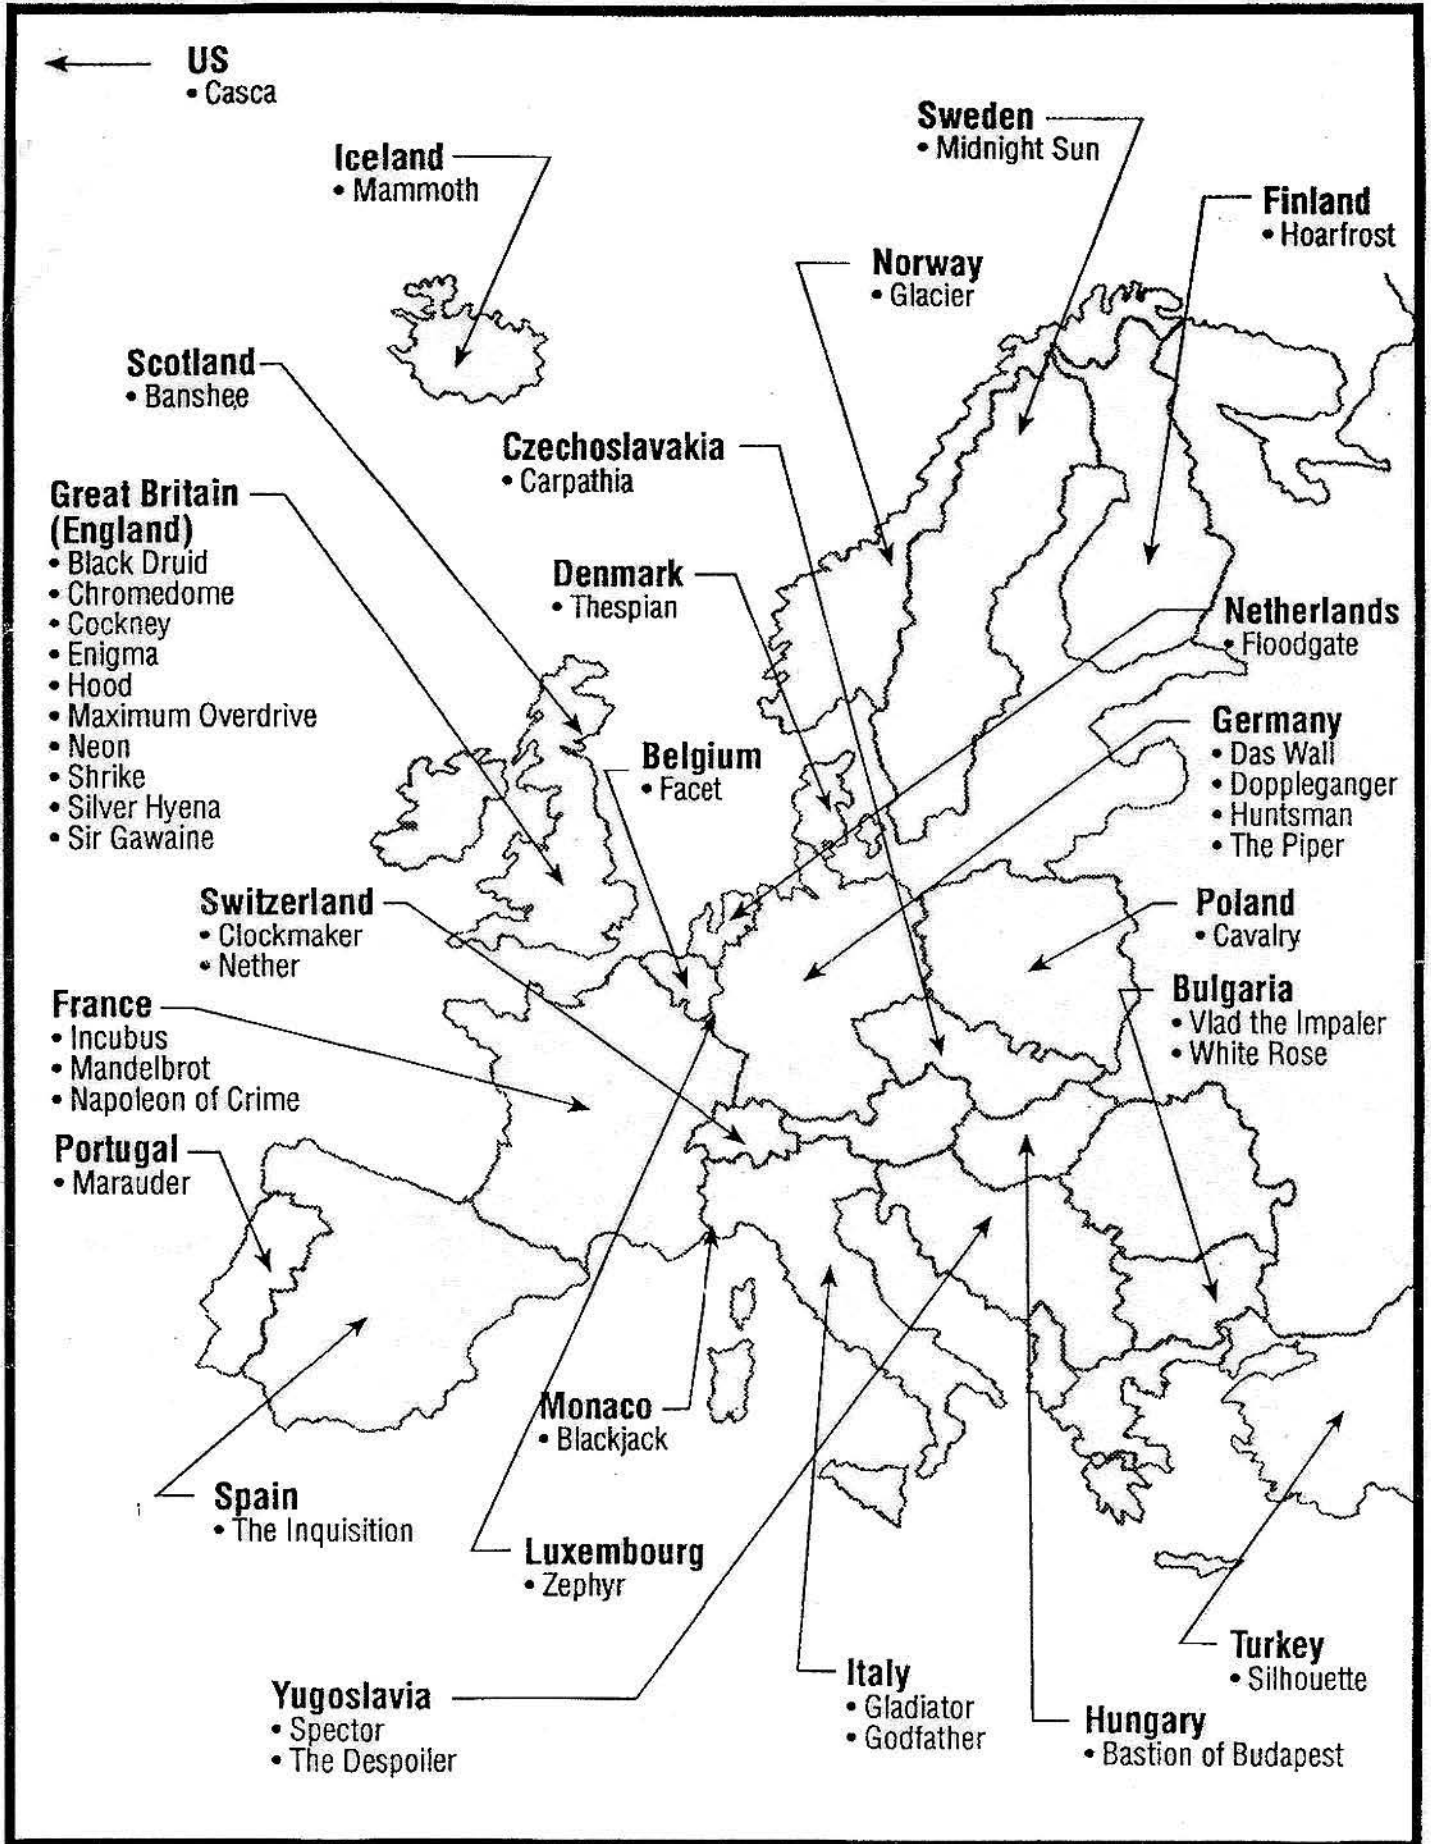 US
• Casca
Iceland
• Mammoth
Sweden
• Midnight Sun
Finland
• Hoarfrost
Norway
• Glacier
Scotland
• Banshee
Czechoslavakia
• Carpathia
Great Britain
(England)
• Black Druid
• Chromedome
• Cockney
• Enigma
• Hood
• Maximum Overdrive
• Neon
• Shrike
• Silver Hyena
• Sir Gawaine
Denmark
• Thespian
Netherlands
• Floodgate
Belgium
• Facet
Germany
• Das Wall
• Doppleganger
• Huntsman
• The Piper
Switzerland
• Clockmaker
• Nether
Poland
• Cavalry
Bulgaria
• Vlad the Impaler
• White Rose
France
• Incubus
• Mandelbrot
• Napoleon of Crime
Portugal
• Marauder
Monaco
• Blackjack
Spain
• The Inquisition
Luxembourg
• Zephyr
Turkey
• Silhouette
Italy
• Gladiator
• Godfather
Yugoslavia
• Spector
• The Despoiler
Hungary
• Bastion of Budapest